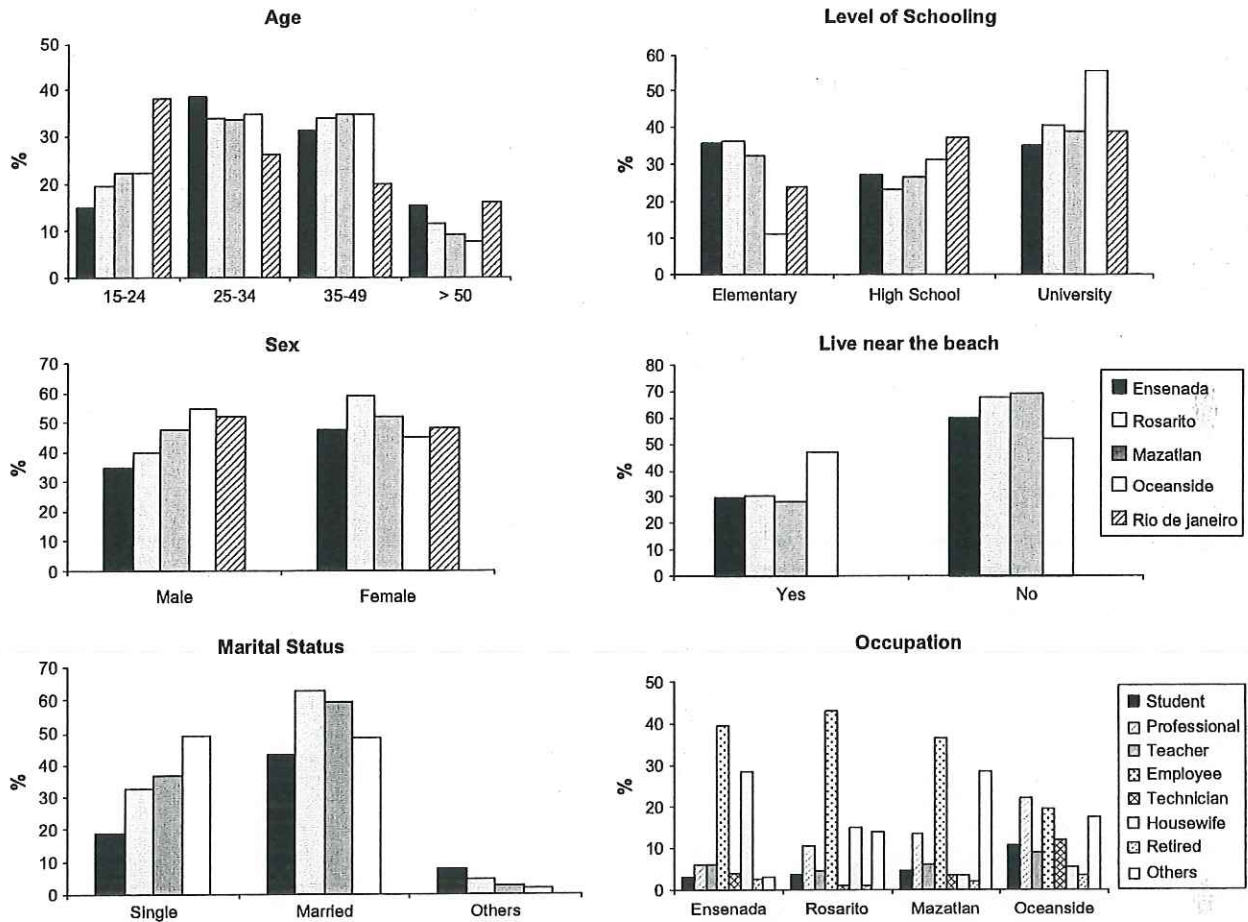 Age
%
50
40
30
20
10
0
15-24
25-34
35-49
> 50
Level of Schooling
%
60
50
40
30
20
10
0
Elementary
High School
University
Sex
%
70
60
50
40
30
20
10
0
Male
Female
Live near the beach
%
80
70
60
50
40
30
20
10
0
Yes
No
Ensenada
Rosarito
Mazatlan
Oceanside
Rio de janeiro
Marital Status
%
70
60
50
40
30
20
10
0
Single
Married
Others
Occupation
%
50
40
30
20
10
0
Ensenada
Rosarito
Mazatlan
Oceanside
Student
Professional
Teacher
Employee
Technician
Housewife
Retired
Others